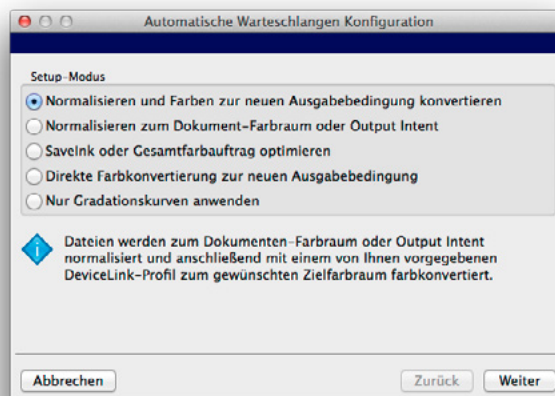 Automatische Warteschlangen Konfiguration
Setup-Modus
Normalisieren und Farben zur neuen Ausgabebedingung konvertieren
Normalisieren zum Dokument-Farbraum oder Output Intent
SaveInk oder Gesamtfarbauftrag optimieren
Direkte Farbkonvertierung zur neuen Ausgabebedingung
Nur Gradationskurven anwenden
Dateien werden zum Dokumenten-Farbraum oder Output Intent
normalisiert und anschließend mit einem von Ihnen vorgegebenen
DeviceLink-Profil zum gewünschten Zielfarbraum farbkonvertiert.
Abbrechen Zurück Weiter